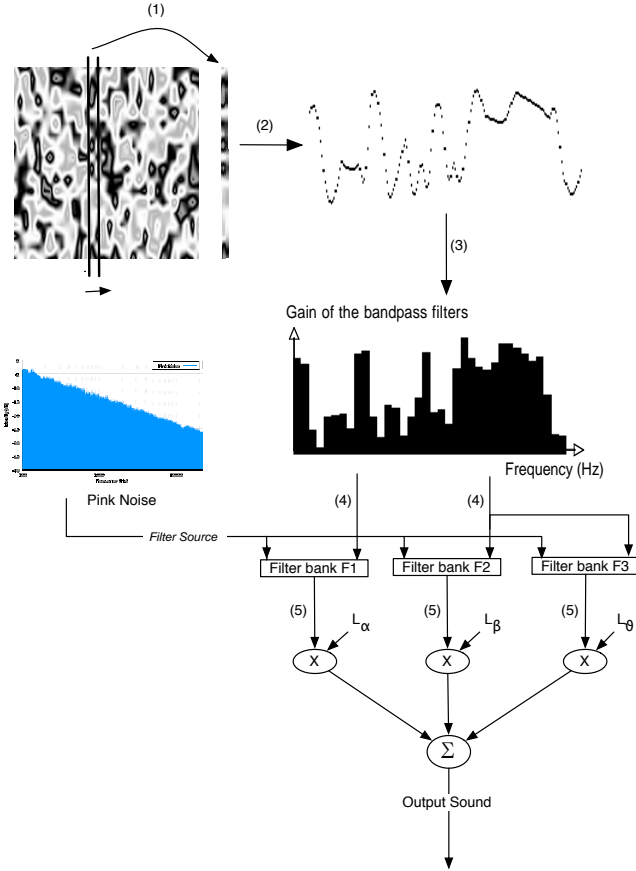 (1)
(2)
(3)
Gain of the bandpass filters
Frequency (Hz)
Pink Noise
(4)
(4)
Filter Source
Filter bank F1
Filter bank F2
Filter bank F3
(5)
(5)
(5)
Lα
Lβ
Lϑ
X
X
X
Σ
Output Sound